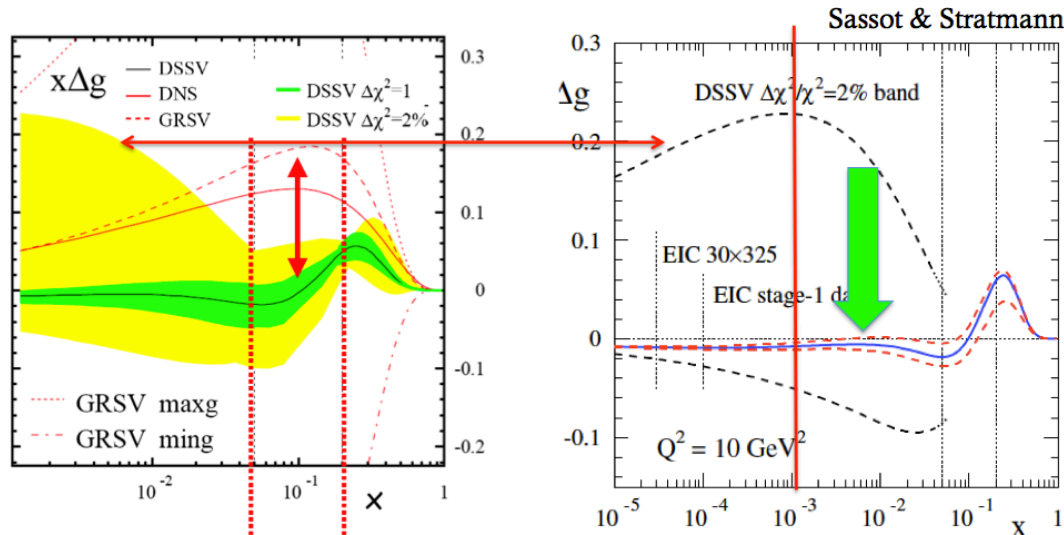 Sassot & Stratmann
xΔg
DSSV
DNS
GRSV
DSSV Δχ²=1
DSSV Δχ²=2%
0.3
0.2
0.1
0
-0.1
-0.2
GRSV maxg
GRSV ming
10⁻²
10⁻¹
x
1
0.3
Δg
0.2
0.1
0
-0.1
DSSV Δχ²/χ²=2% band
EIC 30×325
EIC stage-1 da
Q² = 10 GeV²
10⁻⁵
10⁻⁴
10⁻³
10⁻²
10⁻¹
x
1